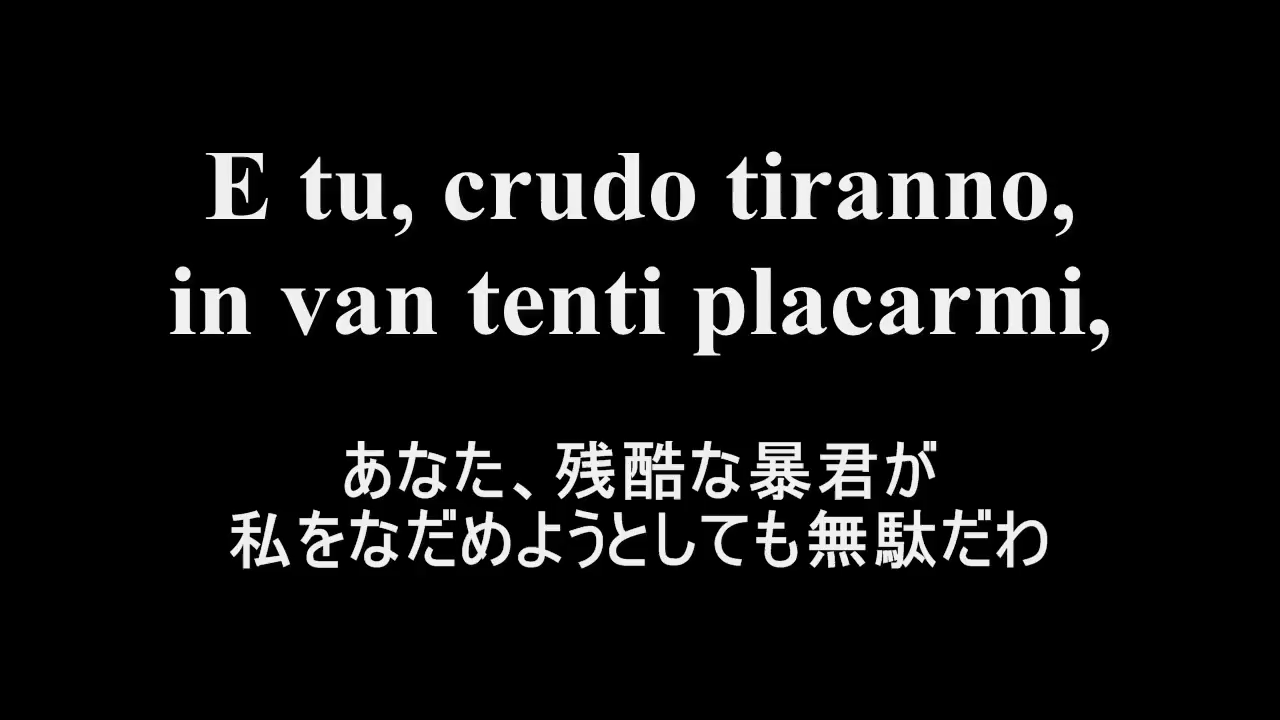 E tu, crudo tiranno,
in van tenti placarmi,
あなた、残酷な暴君が
私をなだめようとしても無駄だわ